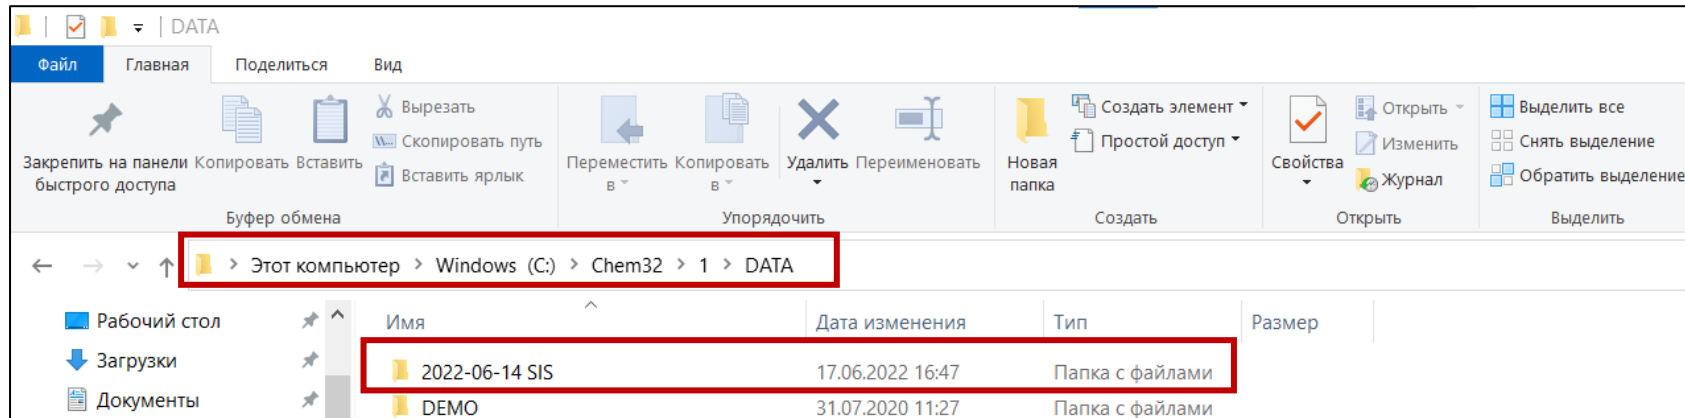 DATA
Файл Главная Поделиться Вид
Закрепить на панели быстрого доступа
Копировать
Вставить
Вырезать
Скопировать путь
Вставить ярлык
Буфер обмена
Переместить в
Копировать в
Удалить
Переименовать
Упорядочить
Новая папка
Создать элемент
Простой доступ
Создать
Свойства
Открыть
Изменить
Журнал
Открыть
Выделить все
Снять выделение
Обратить выделение
Выделить
Этот компьютер > Windows (C:) > Chem32 > 1 > DATA
Рабочий стол
Загрузки
Документы
Имя Дата изменения Тип Размер
2022-06-14 SIS 17.06.2022 16:47 Папка с файлами
DEMO 31.07.2020 11:27 Папка с файлами